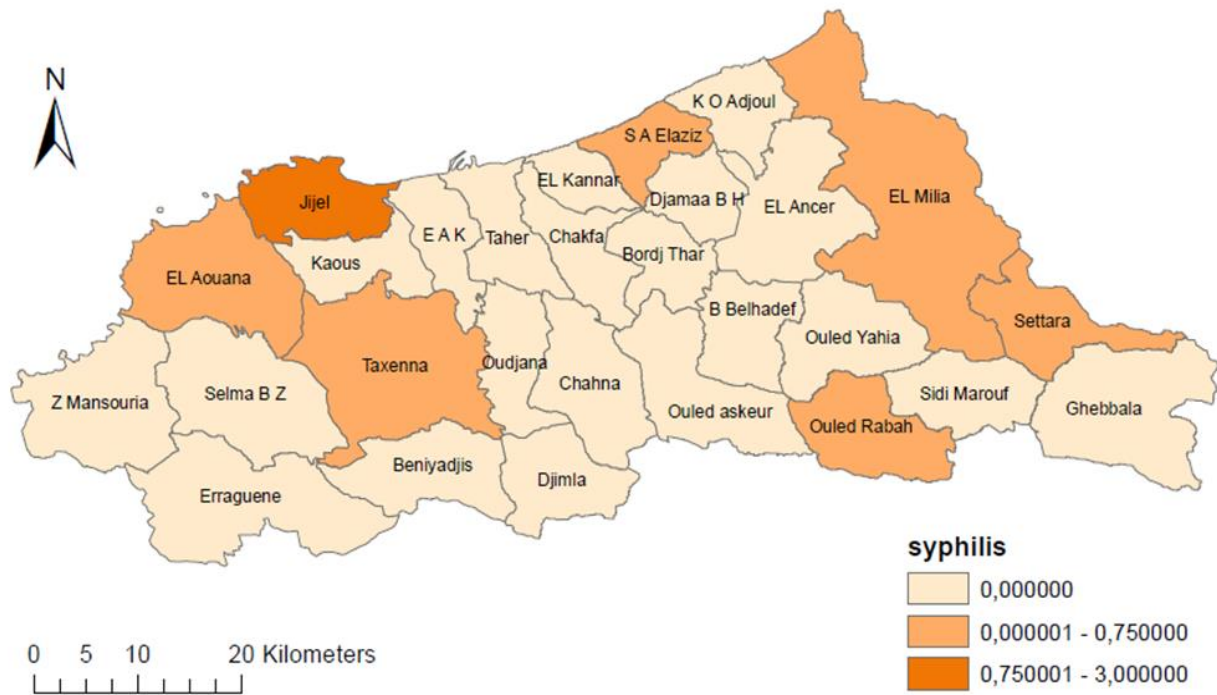 N
K O Adjoul
S A Elaziz
EL Kannar
Djamaa B H
EL Ancer
EL Milia
Jijel
E A K
Taher
Chakfa
Bordj Thar
Kaous
EL Aouana
B Belhadef
Ouled Yahia
Settara
Taxenna
Oudjana
Chahna
Z Mansouria
Selma B Z
Ouled askeur
Sidi Marouf
Ghebbala
Ouled Rabah
Beniyadjis
Djimla
Erraguene
syphilis
0,000000
0,000001 - 0,750000
0,750001 - 3,000000
0 5 10 20 Kilometers